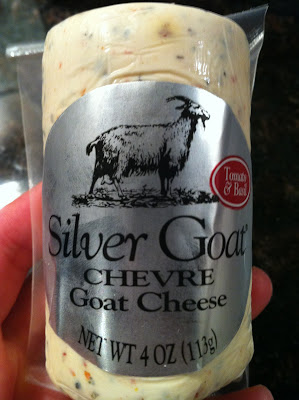 Tomato
& Basil
Silver Goat
CHEVRE
Goat Cheese
NET WT 4 OZ (113g)